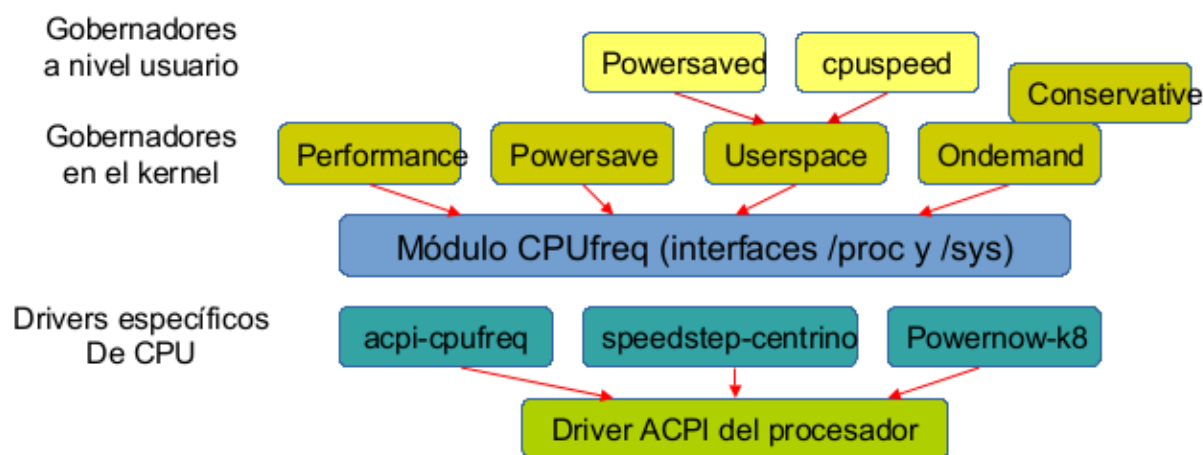 Gobernadores
a nivel usuario
Powersaved
cpuspeed
Conservative
Gobernadores
en el kernel
Performance
Powersave
Userspace
Ondemand
Módulo CPUfreq (interfaces /proc y /sys)
Drivers específicos
De CPU
acpi-cpufreq
speedstep-centrino
Powernow-k8
Driver ACPI del procesador